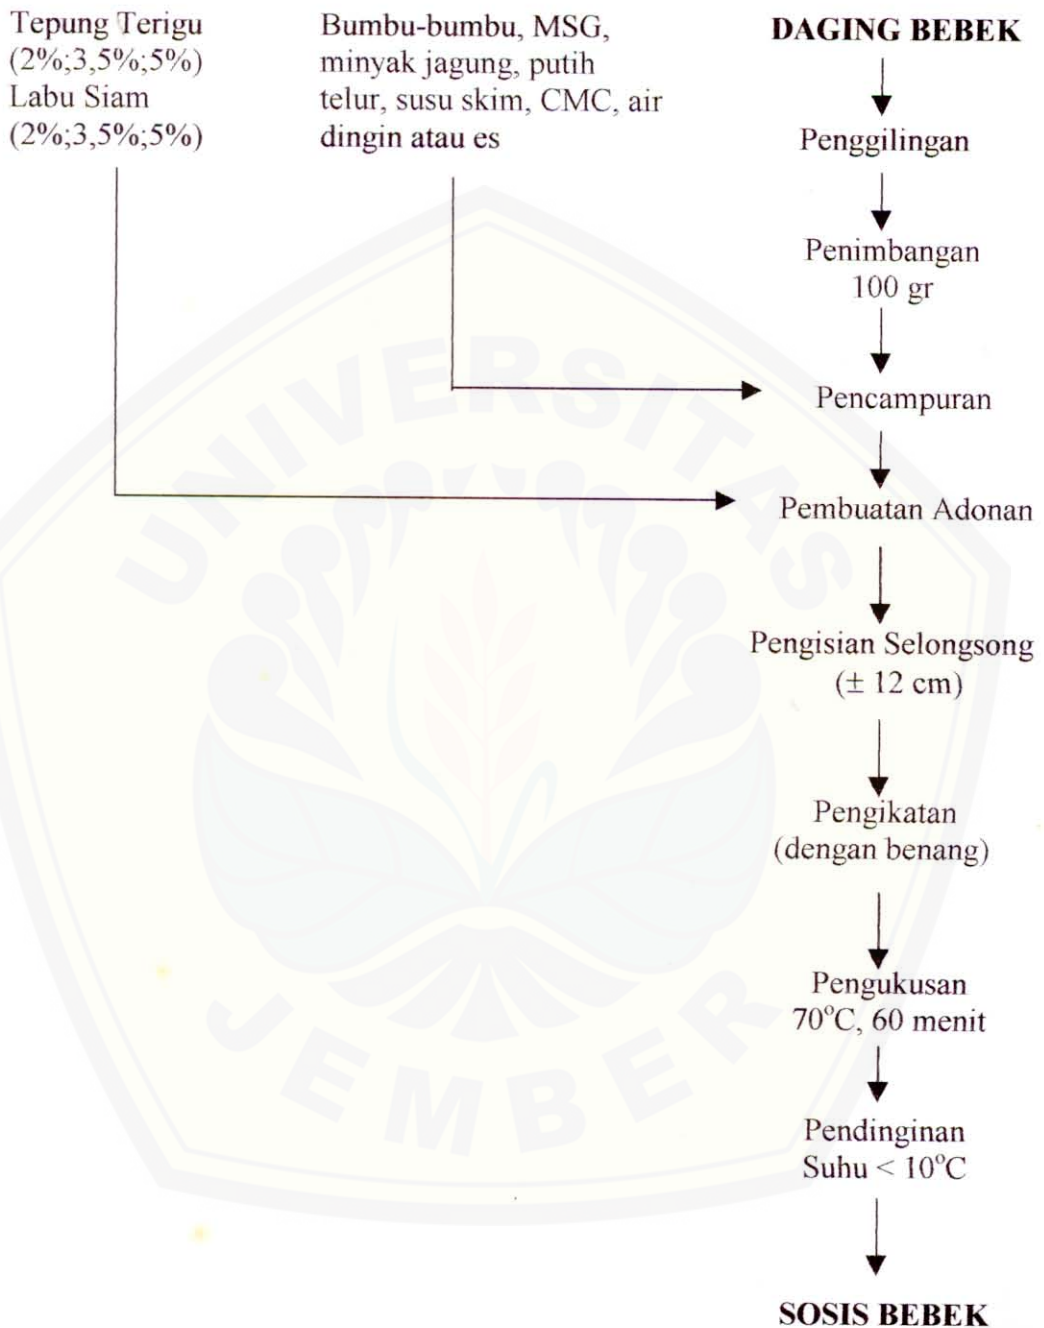 Tepung Terigu
(2%;3,5%;5%)
Labu Siam
(2%;3,5%;5%)
Bumbu-bumbu, MSG,
minyak jagung, putih
telur, susu skim, CMC, air
dingin atau es
DAGING BEBEK
Penggilingan
Penimbangan
100 gr
Pencampuran
Pembuatan Adonan
Pengisian Selongsong
(± 12 cm)
Pengikatan
(dengan benang)
Pengukusan
70°C, 60 menit
Pendinginan
Suhu < 10°C
SOSIS BEBEK
UNIVERSITAS
JEMBER